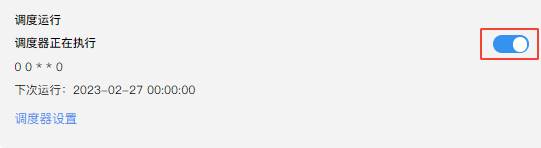 调度运行
调度器正在执行
0 0 * * 0
下次运行：2023-02-27 00:00:00
调度器设置